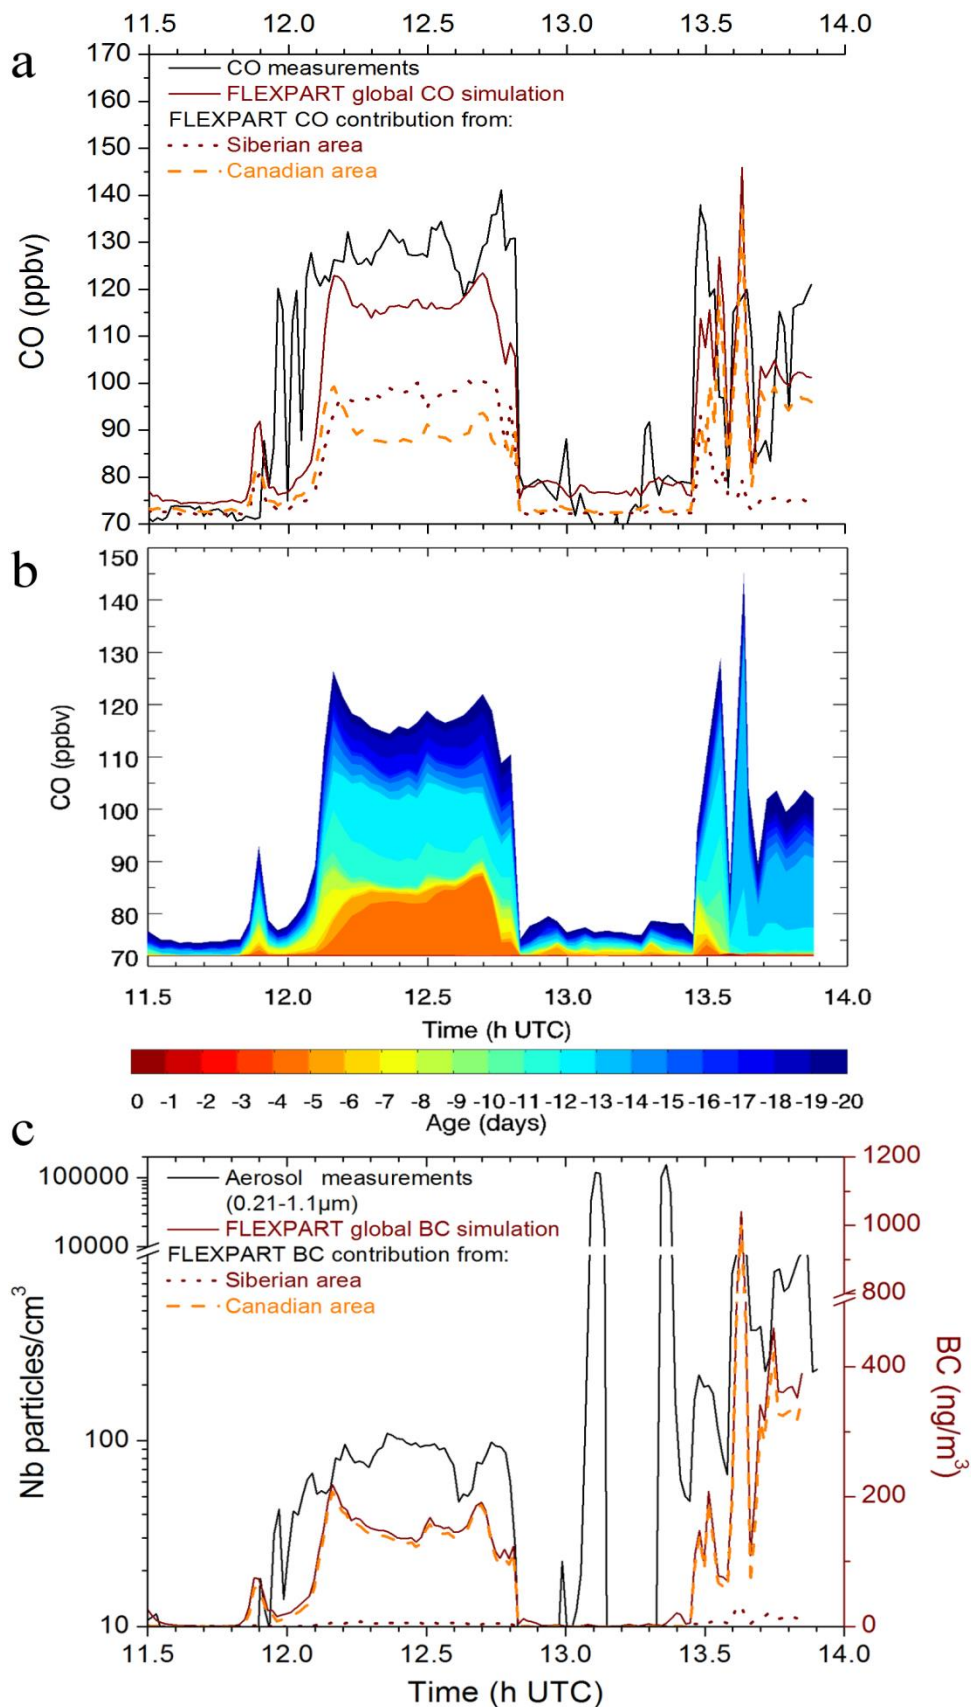 11.5 12.0 12.5 13.0 13.5 14.0
a
170
160
150
140
130
120
110
100
90
80
70
CO (ppbv)
CO measurements
FLEXPART global CO simulation
FLEXPART CO contribution from:
Siberian area
Canadian area
b
150
140
130
120
110
100
90
80
70
CO (ppbv)
11.5 12.0 12.5 13.0 13.5 14.0
Time (h UTC)
0 -1 -2 -3 -4 -5 -6 -7 -8 -9 -10 -11 -12 -13 -14 -15 -16 -17 -18 -19 -20
Age (days)
c
100000
10000
100
10
Nb particles/cm³
Aerosol measurements
(0.21-1.1µm)
FLEXPART global BC simulation
FLEXPART BC contribution from:
Siberian area
Canadian area
1200
1000
800
400
200
0
BC (ng/m³)
11.5 12.0 12.5 13.0 13.5 14.0
Time (h UTC)